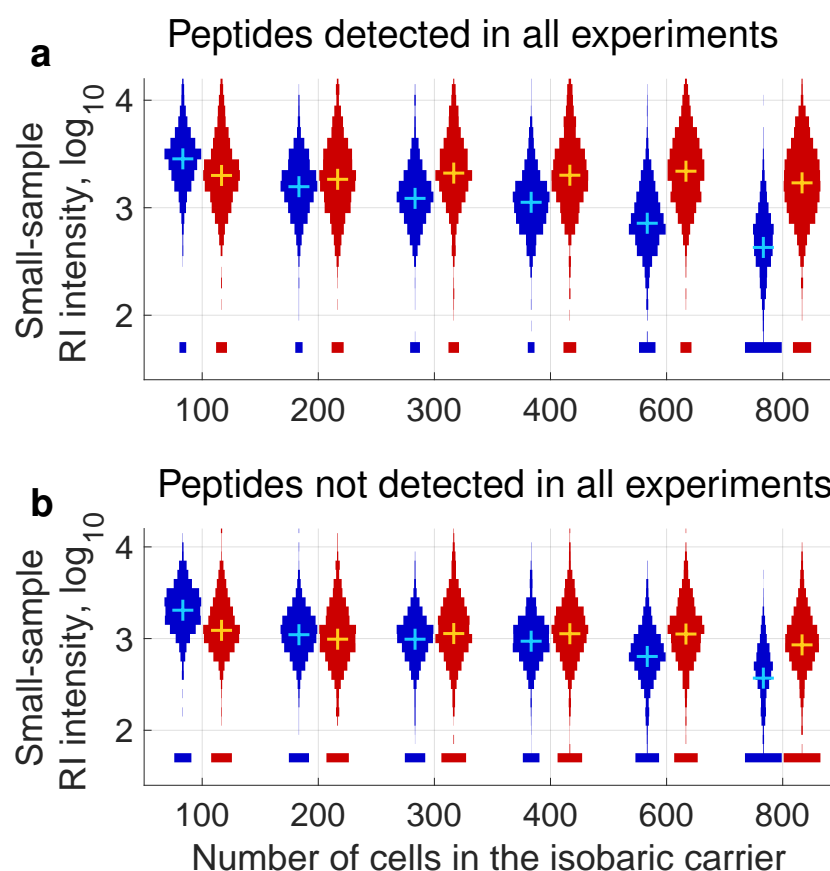 a
Peptides detected in all experiments
Small-sample
RI intensity, log10
4
3
2
100 200 300 400 600 800
b
Peptides not detected in all experiments
Small-sample
RI intensity, log10
4
3
2
100 200 300 400 600 800
Number of cells in the isobaric carrier